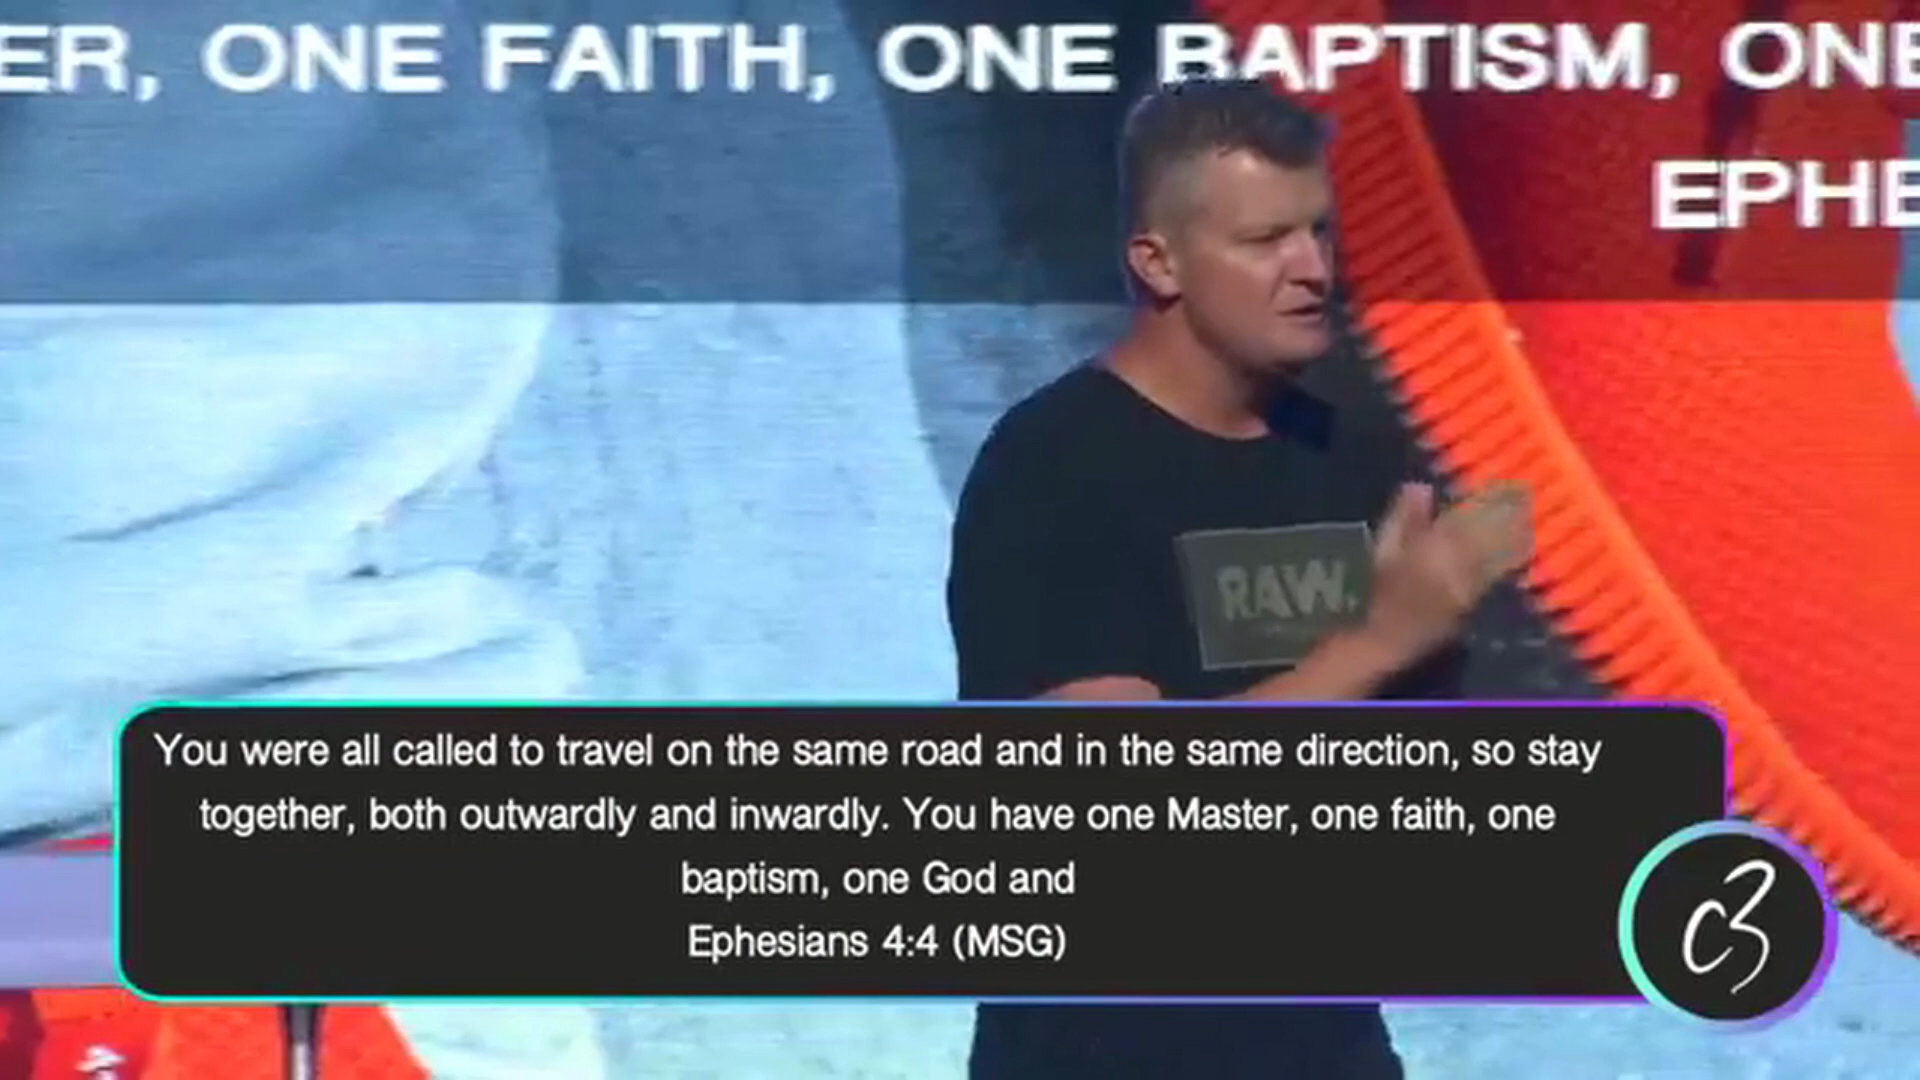 ER, ONE FAITH, ONE BAPTISM, ONE
EPHE
RAW.
You were all called to travel on the same road and in the same direction, so stay
together, both outwardly and inwardly. You have one Master, one faith, one
baptism, one God and
Ephesians 4:4 (MSG)
c3